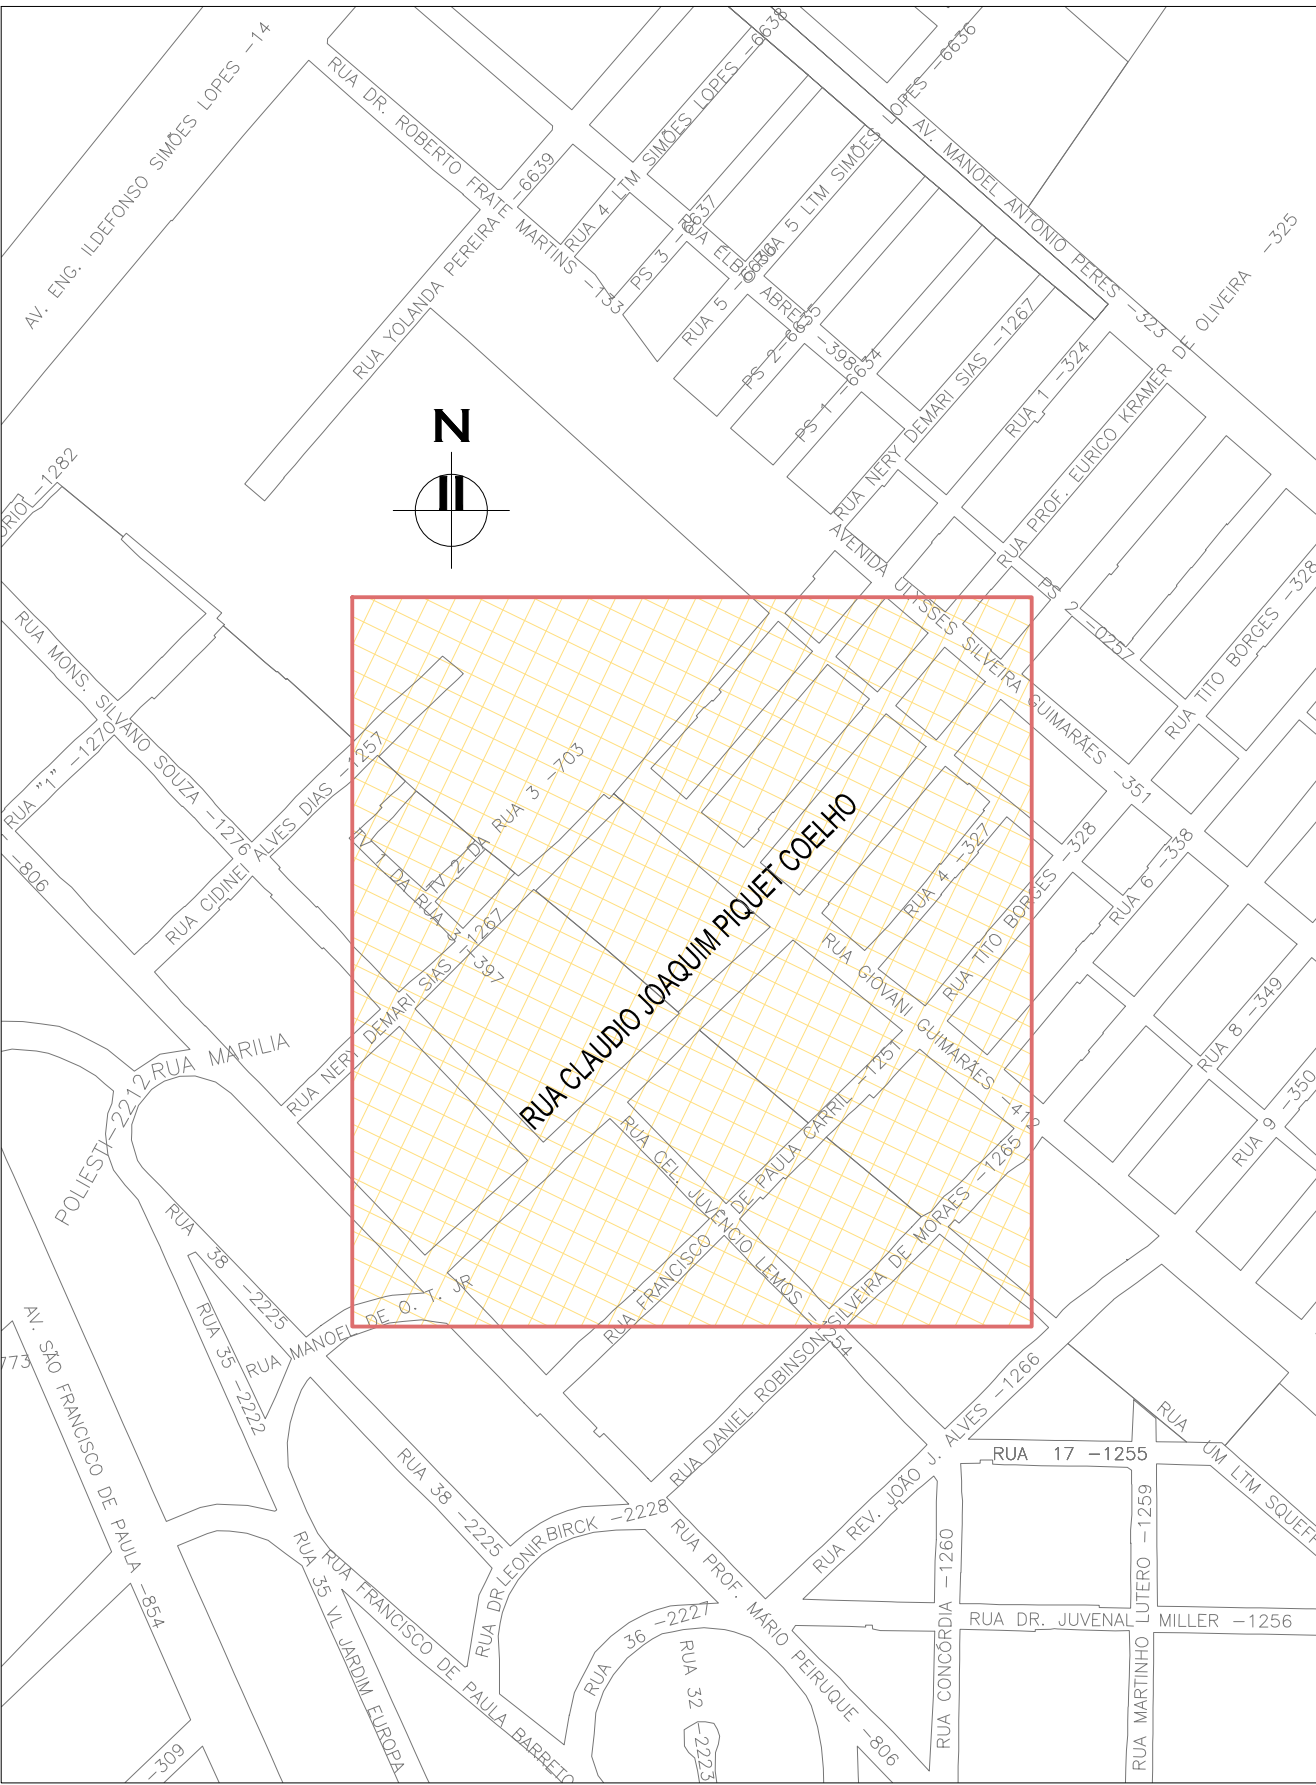 AV. ENG. ILDEFONSO SIMÕES LOPES -14
RUA DR. ROBERTO FRATE MARTINS -133
RUA YOLANDA PEREIRA -6639
RUA 4 LTM SIMÕES LOPES -6638
PS 3 -6637
RUA 5 LTM SIMÕES LOPES -6636
RUA 5 -6636
PS 2-6635
-398
PS 1 -6634
AV. MANOEL ANTONIO PERES -323
RUA NERY DEMARI SIAS -1267
RUA 1 -324
RUA PROF. EURICO KRAMER DE OLIVEIRA -325
N
-1282
AVENIDA ULYSSES SILVEIRA GUIMARÃES -351
PS 2 -0257
RUA TITO BORGES -328
RUA MONS. SILVANO SOUZA -1276
RUA "1" -1270
-806
RUA CIDINEI ALVES DIAS -1257
TV 2 DA RUA 3 -703
TV 1 DA RUA 3 -397
RUA NERY DEMARI SIAS -1267
RUA CLAUDIO JOAQUIM PIQUET COELHO
RUA 4 -327
RUA TITO BORGES -328
RUA 6 -338
RUA GIOVANI GUIMARÃES -412
RUA 8 -349
RUA 9 -350
RUA MARILIA
POLIESTI -2212
RUA CEL. JUVENCIO LEMOS -1254
RUA FRANCISCO DE PAULA CARRIL -1251
RUA DANIEL ROBINSON SILVEIRA DE MORAES -1265
RUA 38 -2225
RUA 35 -2222
RUA MANOEL DE O. T. JR
AV. SÃO FRANCISCO DE PAULA -854
773
RUA REV. JOÃO J. ALVES -1266
RUA 17 -1255
RUA UM LTM SQUEFF
RUA 38 -2225
RUA DR LEONIR BIRCK -2228
RUA PROF. MÁRIO PEIRUQUE -806
RUA CONCÓRDIA -1260
RUA MARTINHO LUTERO -1259
RUA DR. JUVENAL MILLER -1256
RUA 35 VL JARDIM EUROPA
RUA FRANCISCO DE PAULA BARRETO
RUA 36 -2227
RUA 32 -2223
-309